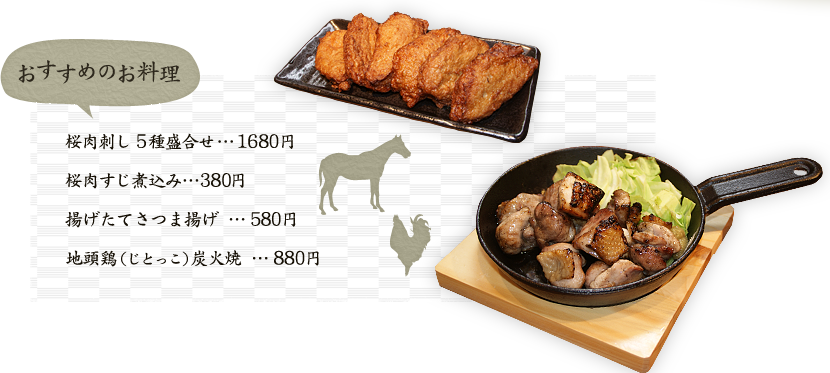 おすすめのお料理
桜肉刺し 5種盛合せ…1680円
桜肉すじ煮込み…380円
揚げたてさつま揚げ … 580円
地頭鶏（じとっこ）炭火焼 … 880円